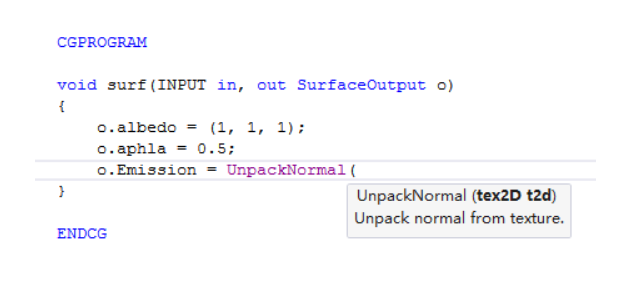 CGPROGRAM
void surf(INPUT in, out SurfaceOutput o)
{
o.albedo = (1, 1, 1);
o.aphla = 0.5;
o.Emission = UnpackNormal(
}
UnpackNormal (tex2D t2d)
Unpack normal from texture.
ENDCG